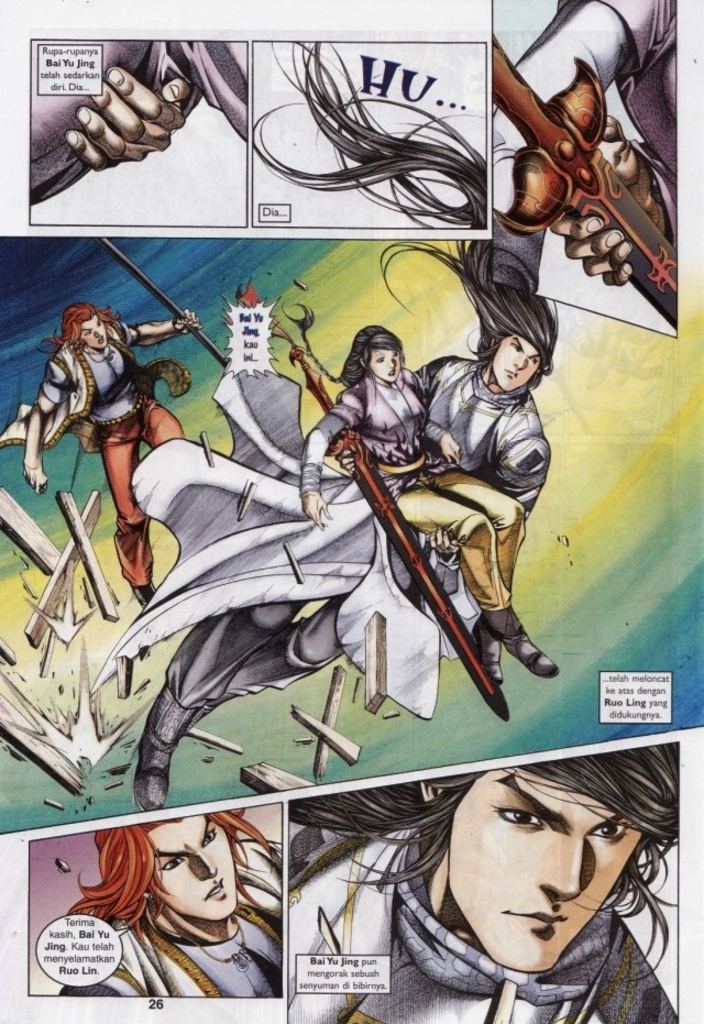 Rupa-rupanya
Bai Yu Jing
telah sedarkan
diri. Dia...
HU...
Dia...
Bai Yu
Jing,
kau
ini...
...telah meloncat
ke atas dengan
Ruo Ling yang
didukungnya.
Terima
kasih, Bai Yu
Jing. Kau telah
menyelamatkan
Ruo Lin.
Bai Yu Jing pun
mengorak sebuah
senyuman di bibirnya.
26